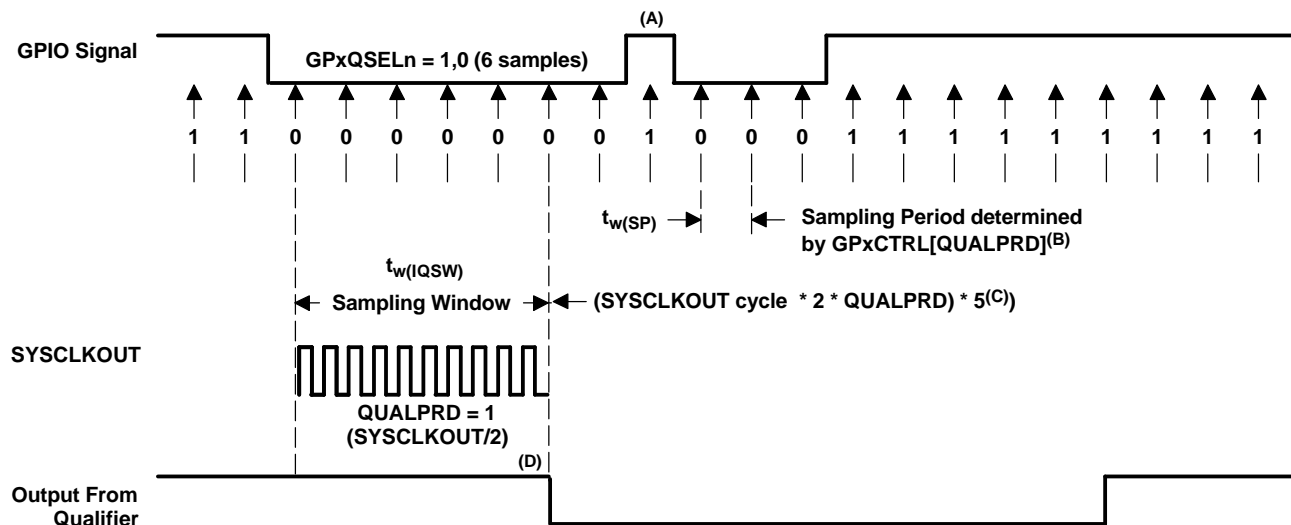 (A)
GPIO Signal
GPxQSELn = 1,0 (6 samples)
1 1 0 0 0 0 0 0 0 1 0 0 0 1 1 1 1 1 1 1 1 1
tw(SP)
Sampling Period determined
by GPxCTRL[QUALPRD](B)
tw(IQSW)
Sampling Window
(SYSCLKOUT cycle * 2 * QUALPRD) * 5(C))
SYSCLKOUT
QUALPRD = 1
(SYSCLKOUT/2)
(D)
Output From
Qualifier